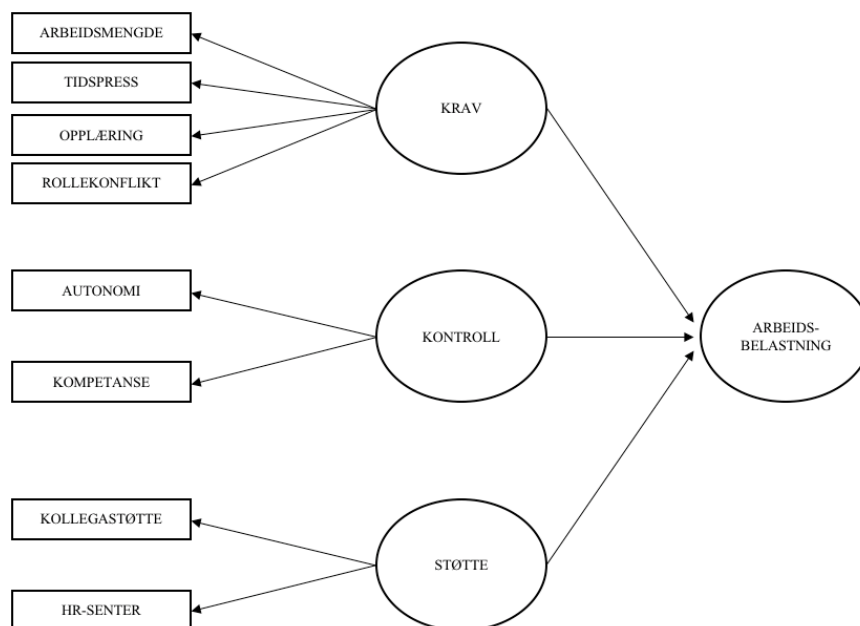 ARBEIDSMENGDE
TIDSPRESS
OPPLÆRING
ROLLEKONFLIKT
AUTONOMI
KOMPETANSE
KOLLEGASTØTTE
HR-SENTER
KRAV
KONTROLL
STØTTE
ARBEIDS-
BELASTNING